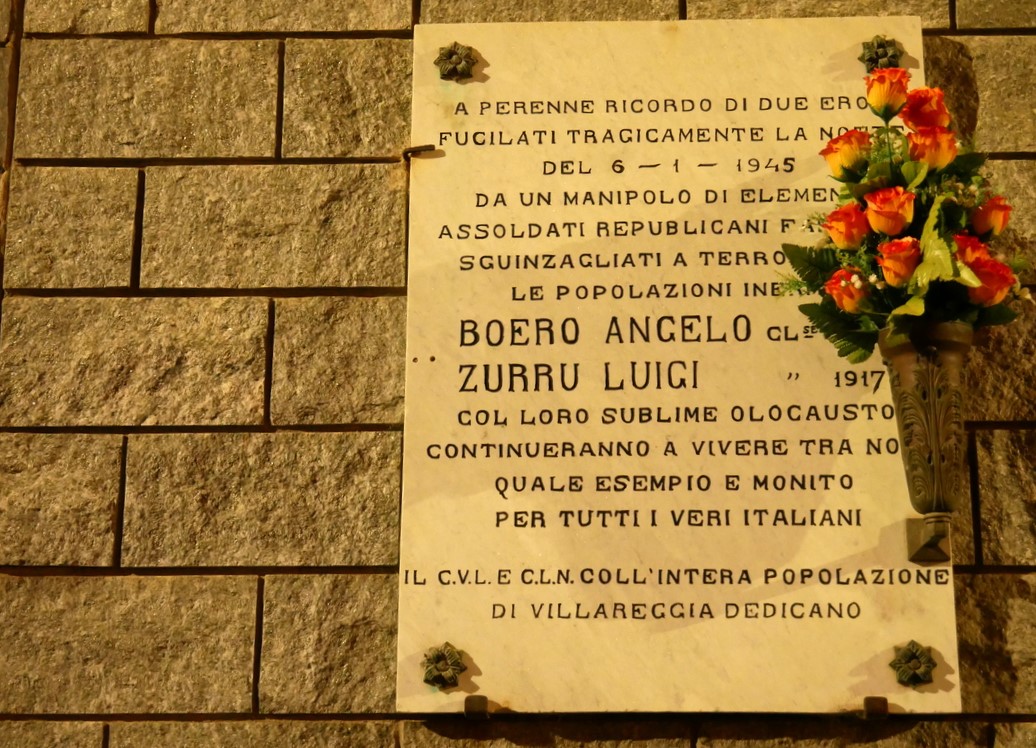 A PERENNE RICORDO DI DUE ERO
FUCILATI TRAGICAMENTE LA NOTTE
DEL 6 – 1 – 1945
DA UN MANIPOLO DI ELEMEN
ASSOLDATI REPUBLICANI FA
SGUINZAGLIATI A TERRO
LE POPOLAZIONI INE
BOERO ANGELO CL.SE
ZURRU LUIGI " 1917
COL LORO SUBLIME OLOCAUSTO
CONTINUERANNO A VIVERE TRA NO
QUALE ESEMPIO E MONITO
PER TUTTI I VERI ITALIANI
IL C.V.L. E C.L.N. COLL'INTERA POPOLAZIONE
DI VILLAREGGIA DEDICANO